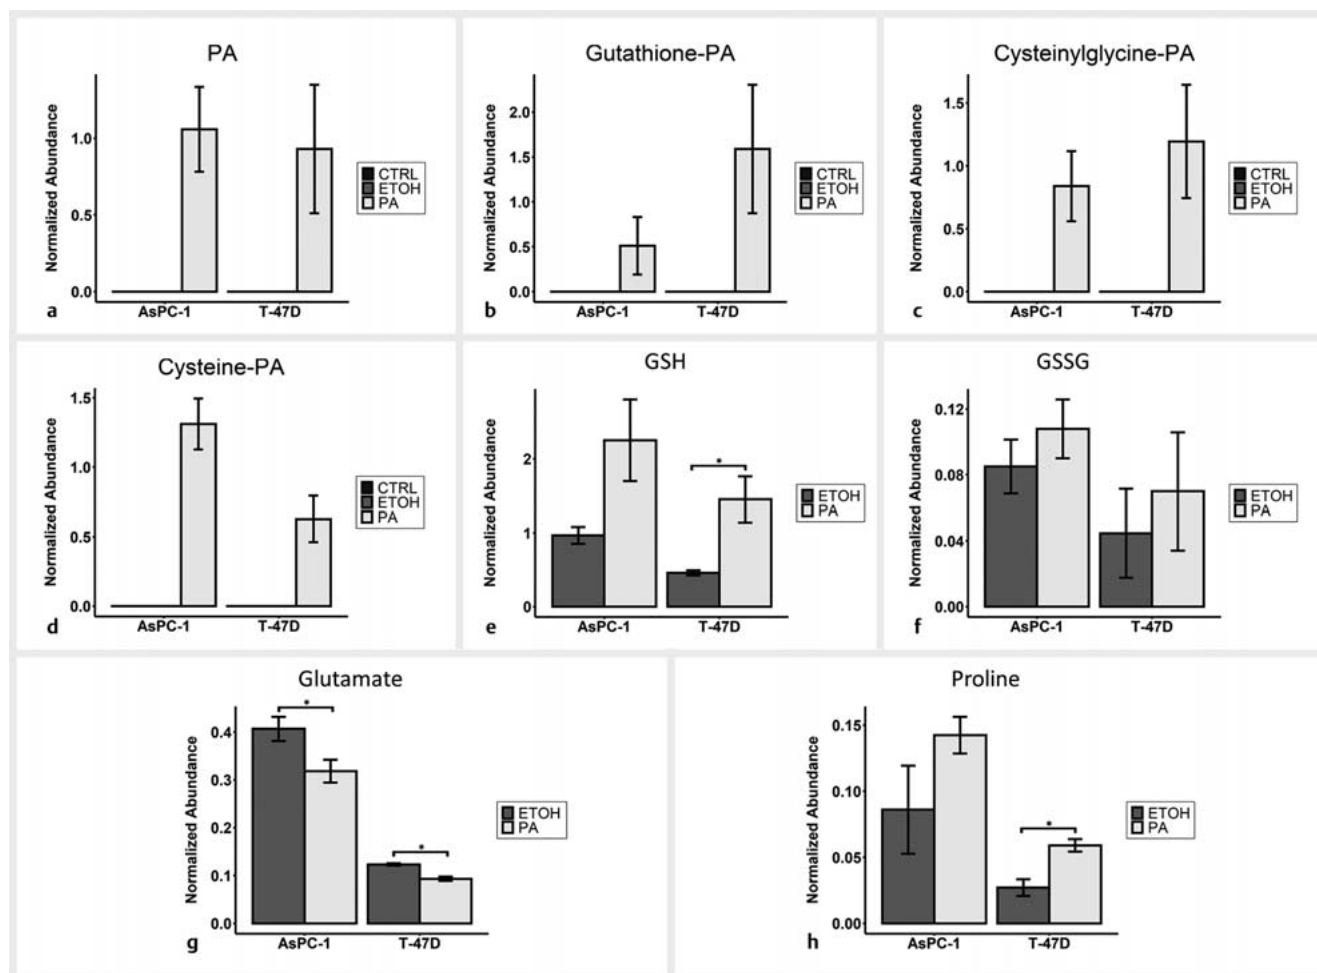 PA
Normalized Abundance
1.0
0.5
0.0
AsPC-1 T-47D
CTRL
ETOH
PA
a
Gutathione-PA
Normalized Abundance
2.0
1.5
1.0
0.5
0.0
AsPC-1 T-47D
CTRL
ETOH
PA
b
Cysteinylglycine-PA
Normalized Abundance
1.5
1.0
0.5
0.0
AsPC-1 T-47D
CTRL
ETOH
PA
c
Cysteine-PA
Normalized Abundance
1.5
1.0
0.5
0.0
AsPC-1 T-47D
CTRL
ETOH
PA
d
GSH
Normalized Abundance
2
1
0
*
AsPC-1 T-47D
ETOH
PA
e
GSSG
Normalized Abundance
0.12
0.08
0.04
0.00
AsPC-1 T-47D
ETOH
PA
f
Glutamate
Normalized Abundance
0.4
0.3
0.2
0.1
0.0
*
*
AsPC-1 T-47D
ETOH
PA
g
Proline
Normalized Abundance
0.15
0.10
0.05
0.00
*
AsPC-1 T-47D
ETOH
PA
h